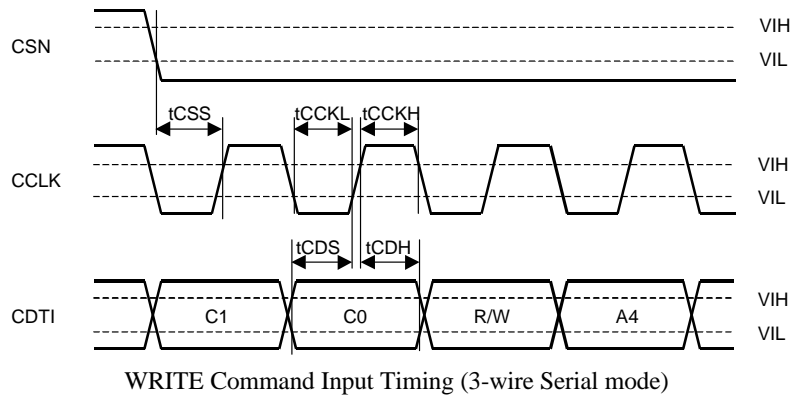 VIH
CSN
VIL
tCSS tCCKL tCCKH
VIH
CCLK
VIL
tCDS tCDH
VIH
CDTI C1 C0 R/W A4
VIL
WRITE Command Input Timing (3-wire Serial mode)